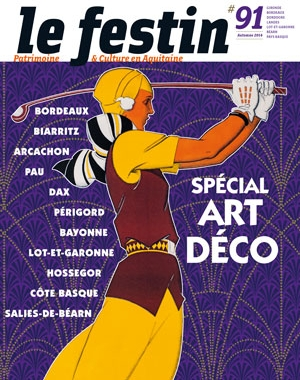 le festin
#91
Patrimoine & Culture en Aquitaine
Automne 2014
GIRONDE
BORDEAUX
DORDOGNE
LANDES
LOT-ET-GARONNE
BÉARN
PAYS BASQUE
BORDEAUX
BIARRITZ
ARCACHON
PAU
DAX
PÉRIGORD
BAYONNE
LOT-ET-GARONNE
HOSSEGOR
CÔTE BASQUE
SALIES-DE-BÉARN
SPÉCIAL
ART
DÉCO